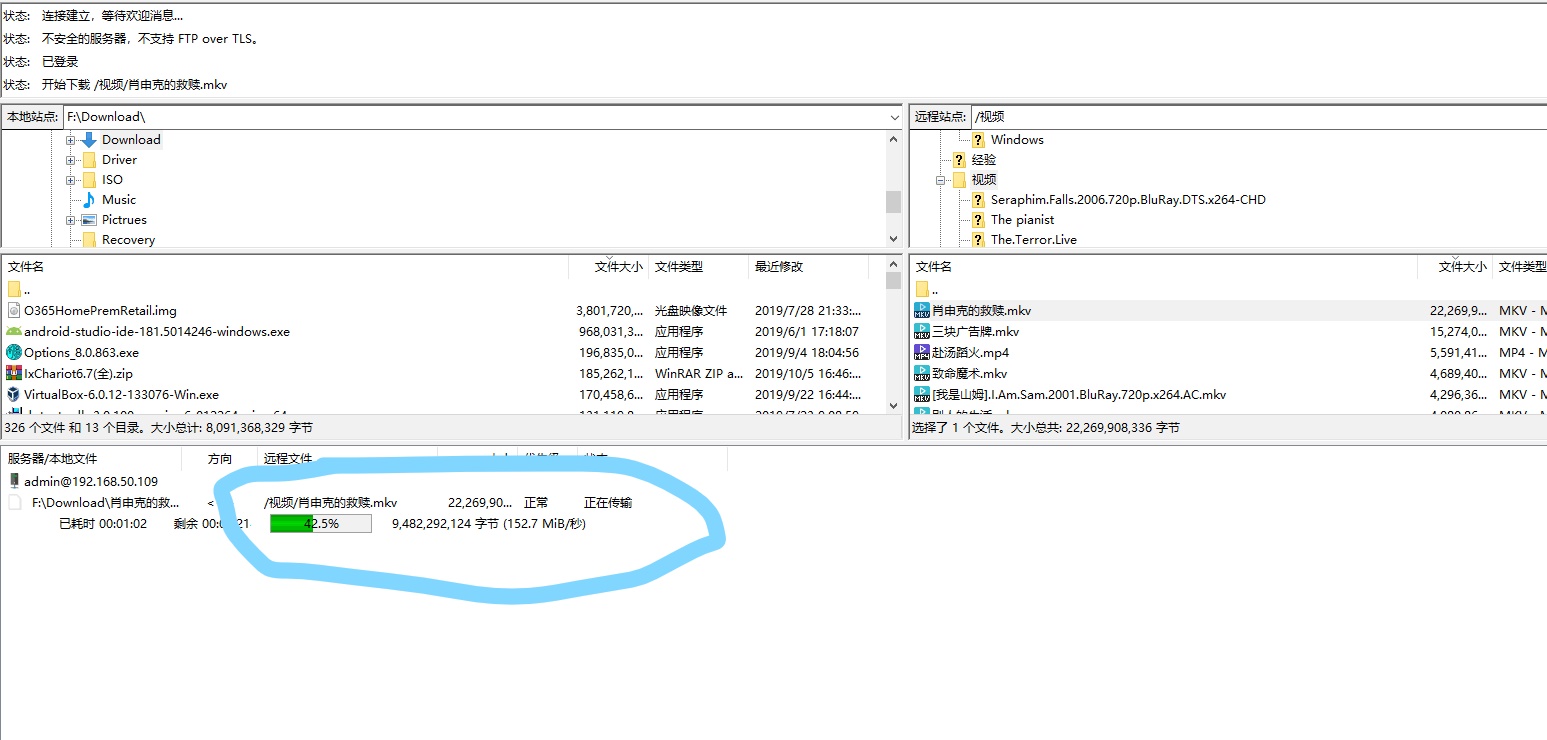 状态: 连接建立，等待欢迎消息...
状态: 不安全的服务器，不支持 FTP over TLS。
状态: 已登录
状态: 开始下载 /视频/肖申克的救赎.mkv
本地站点: F:\Download\
Download
Driver
ISO
Music
Pictrues
Recovery
远程站点: /视频
Windows
经验
视频
Seraphim.Falls.2006.720p.BluRay.DTS.x264-CHD
The pianist
The.Terror.Live
文件名 文件大小 文件类型 最近修改
..
O365HomePremRetail.img 3,801,720,... 光盘映像文件 2019/7/28 21:33:...
android-studio-ide-181.5014246-windows.exe 968,031,3... 应用程序 2019/6/1 17:18:07
Options_8.0.863.exe 196,835,0... 应用程序 2019/9/4 18:04:56
IxChariot6.7(全).zip 185,262,1... WinRAR ZIP a... 2019/10/5 16:46:...
VirtualBox-6.0.12-133076-Win.exe 170,458,6... 应用程序 2019/9/22 16:44:...
326 个文件 和 13 个目录。大小总计: 8,091,368,329 字节
文件名 文件大小 文件类型
..
肖申克的救赎.mkv 22,269,9... MKV - M
三块广告牌.mkv 15,274,0... MKV - M
赴汤蹈火.mp4 5,591,41... MP4 - M
致命魔术.mkv 4,689,40... MKV - M
[我是山姆].I.Am.Sam.2001.BluRay.720p.x264.AC.mkv 4,296,36... MKV - M
选择了 1 个文件。大小总共: 22,269,908,336 字节
服务器/本地文件 方向 远程文件
admin@192.168.50.109
F:\Download\肖申克的救... < /视频/肖申克的救赎.mkv 22,269,90... 正常 正在传输
已耗时 00:01:02 剩余 00: 21 42.5% 9,482,292,124 字节 (152.7 MiB/秒)